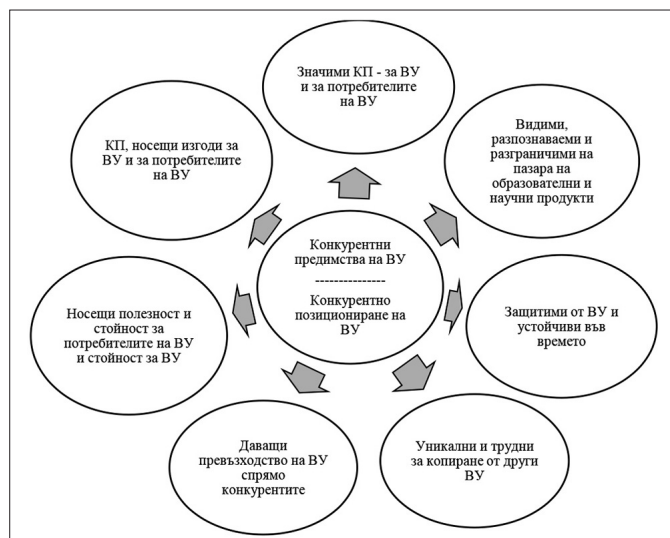 Значими КП - за ВУ
и за потребителите
на ВУ
Видими,
разпознаваеми и
разграничими на
пазара на
образователни и
научни продукти
Защитими от ВУ и
устойчиви във
времето
Уникални и трудни
за копиране от други
ВУ
Даващи
превъзходство на ВУ
спрямо
конкурентите
Носещи полезност и
стойност за
потребителите на ВУ
и стойност за ВУ
КП, носещи изгоди за
ВУ и за потребителите
на ВУ
Конкурентни
предимства на ВУ
---------------
Конкурентно
позициониране на
ВУ